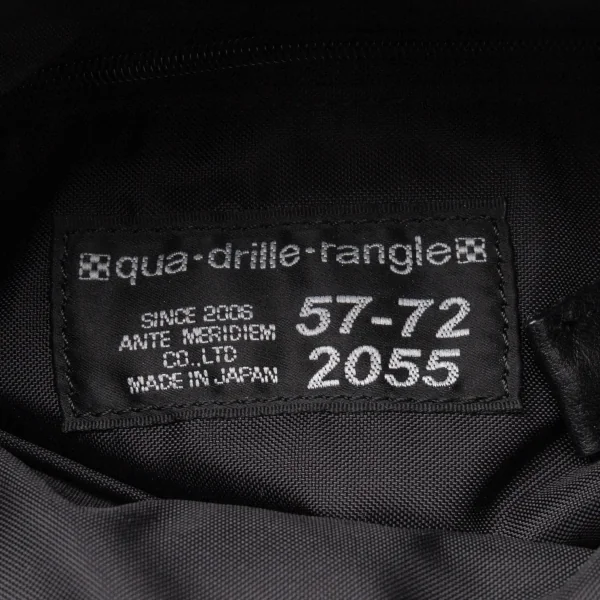 qua·drille·rangle
SINCE 2006
ANTE MERIDIEM
CO.,LTD
MADE IN JAPAN
57-72
2055